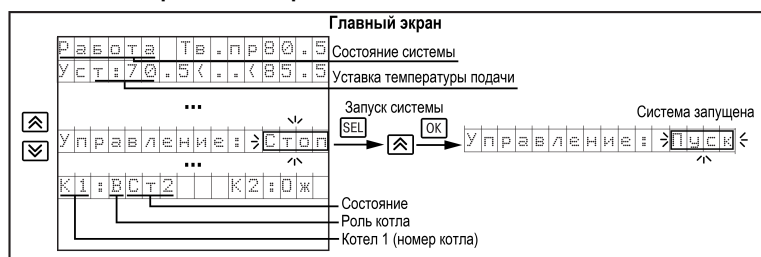 Главный экран
Работа Тв.пр80.5
Состояние системы
Уст:70.5<..<85.5
Уставка температуры подачи
...
Запуск системы
Система запущена
Управление: Стоп
SEL
OK
Управление: Пуск
...
К1:ВСт2 К2:Ож
Состояние
Роль котла
Котел 1 (номер котла)